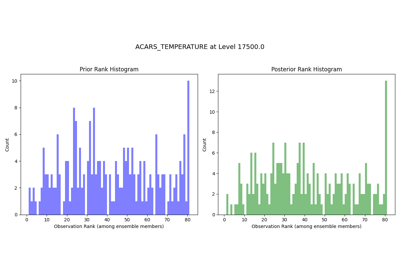 ACARS_TEMPERATURE at Level 17500.0
Prior Rank Histogram
Posterior Rank Histogram
Count
10
8
6
4
2
0
0 10 20 30 40 50 60 70 80
Observation Rank (among ensemble members)
Count
12
10
8
6
4
2
0
0 10 20 30 40 50 60 70 80
Observation Rank (among ensemble members)